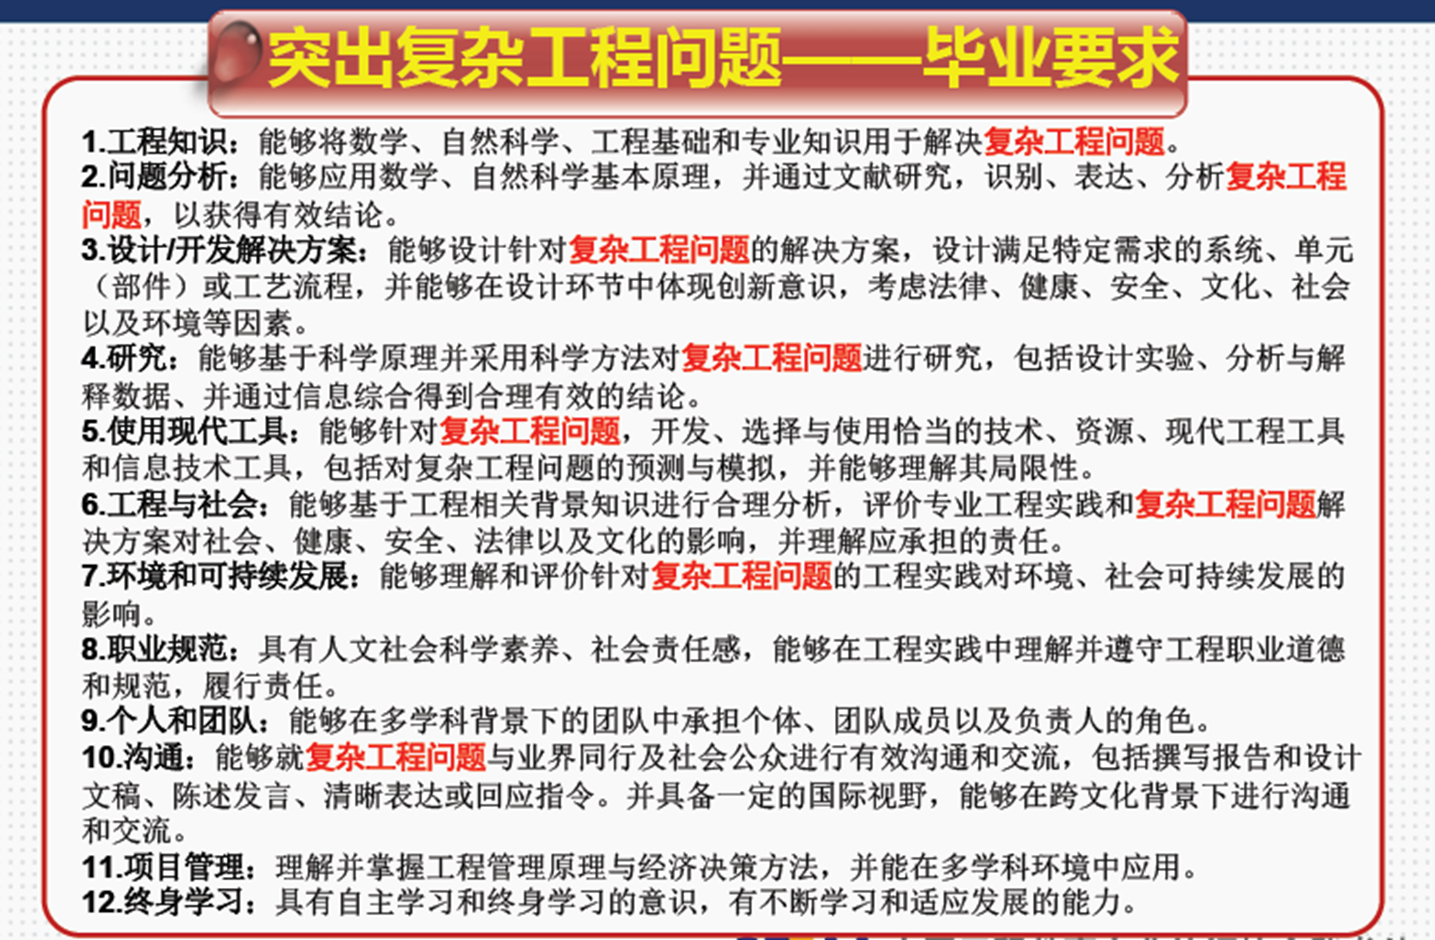 突出复杂工程问题——毕业要求
1.工程知识：能够将数学、自然科学、工程基础和专业知识用于解决复杂工程问题。
2.问题分析：能够应用数学、自然科学基本原理，并通过文献研究，识别、表达、分析复杂工程
问题，以获得有效结论。
3.设计/开发解决方案：能够设计针对复杂工程问题的解决方案，设计满足特定需求的系统、单元
（部件）或工艺流程，并能够在设计环节中体现创新意识，考虑法律、健康、安全、文化、社会
以及环境等因素。
4.研究：能够基于科学原理并采用科学方法对复杂工程问题进行研究，包括设计实验、分析与解
释数据、并通过信息综合得到合理有效的结论。
5.使用现代工具：能够针对复杂工程问题，开发、选择与使用恰当的技术、资源、现代工程工具
和信息技术工具，包括对复杂工程问题的预测与模拟，并能够理解其局限性。
6.工程与社会：能够基于工程相关背景知识进行合理分析，评价专业工程实践和复杂工程问题解
决方案对社会、健康、安全、法律以及文化的影响，并理解应承担的责任。
7.环境和可持续发展：能够理解和评价针对复杂工程问题的工程实践对环境、社会可持续发展的
影响。
8.职业规范：具有人文社会科学素养、社会责任感，能够在工程实践中理解并遵守工程职业道德
和规范，履行责任。
9.个人和团队：能够在多学科背景下的团队中承担个体、团队成员以及负责人的角色。
10.沟通：能够就复杂工程问题与业界同行及社会公众进行有效沟通和交流，包括撰写报告和设计
文稿、陈述发言、清晰表达或回应指令。并具备一定的国际视野，能够在跨文化背景下进行沟通
和交流。
11.项目管理：理解并掌握工程管理原理与经济决策方法，并能在多学科环境中应用。
12.终身学习：具有自主学习和终身学习的意识，有不断学习和适应发展的能力。